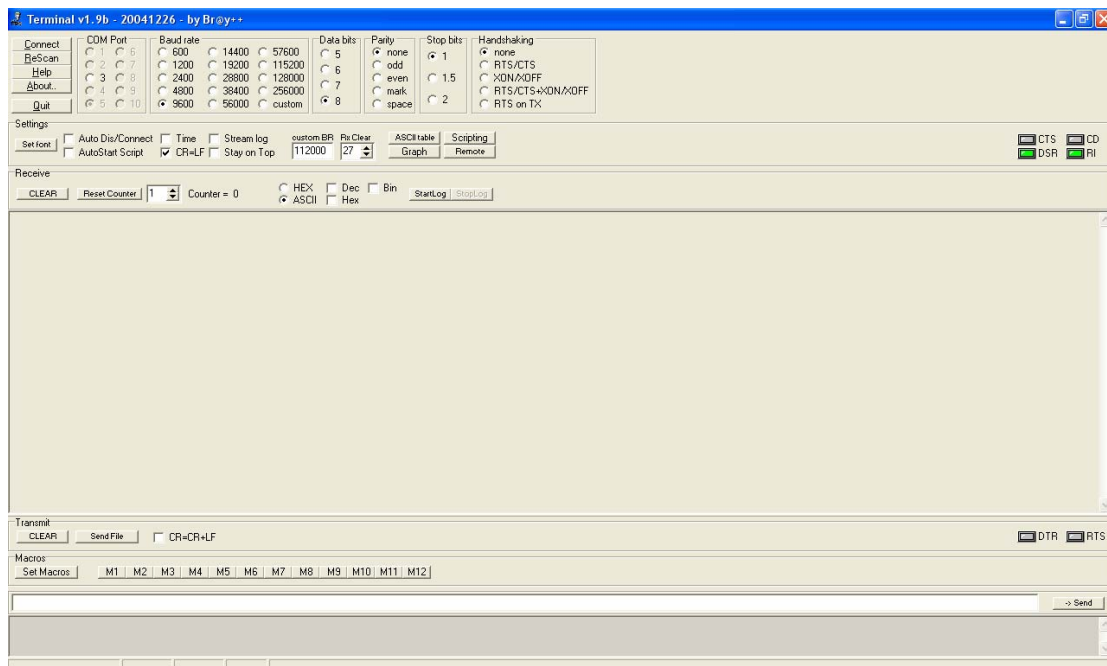 Terminal v1.9b - 20041226 - by Br@y++
Connect
ReScan
Help
About..
Quit
COM Port
1 6
2 7
3 8
4 9
5 10
Baud rate
600 14400 57600
1200 19200 115200
2400 28800 128000
4800 38400 256000
9600 56000 custom
Data bits
5
6
7
8
Parity
none
odd
even
mark
space
Stop bits
1
1.5
2
Handshaking
none
RTS/CTS
XON/XOFF
RTS/CTS+XON/XOFF
RTS on TX
Settings
Set font
Auto Dis/Connect Time Stream log
AutoStart Script CR=LF Stay on Top
custom BR Rx Clear
112000 27
ASCII table Scripting
Graph Remote
CTS CD
DSR RI
Receive
CLEAR Reset Counter 1 Counter = 0
HEX Dec Bin
ASCII Hex
StartLog StopLog
Transmit
CLEAR Send File CR=CR+LF
DTR RTS
Macros
Set Macros M1 M2 M3 M4 M5 M6 M7 M8 M9 M10 M11 M12
-> Send